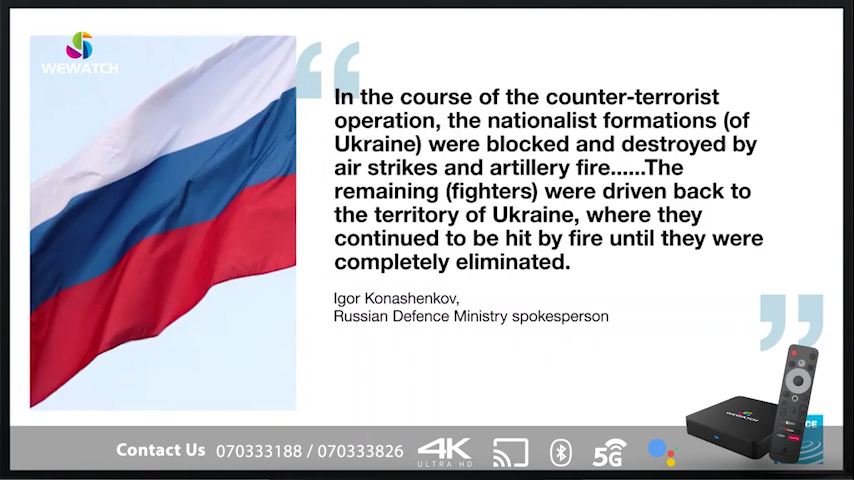 WEWATCH
In the course of the counter-terrorist
operation, the nationalist formations (of
Ukraine) were blocked and destroyed by
air strikes and artillery fire......The
remaining (fighters) were driven back to
the territory of Ukraine, where they
continued to be hit by fire until they were
completely eliminated.
Igor Konashenkov,
Russian Defence Ministry spokesperson
WEWATCH
CE
Contact Us 070333188 / 070333826 4K 5G
ULTRA HD